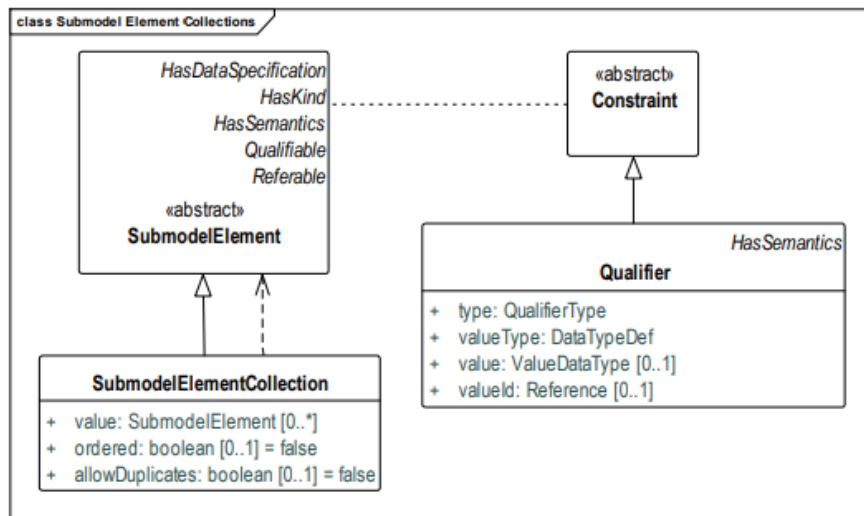 class Submodel Element Collections
HasDataSpecification
HasKind
HasSemantics
Qualifiable
Referable
«abstract»
SubmodelElement
«abstract»
Constraint
HasSemantics
Qualifier
+ type: QualifierType
+ valueType: DataTypeDef
+ value: ValueDataType [0..1]
+ valueId: Reference [0..1]
SubmodelElementCollection
+ value: SubmodelElement [0..*]
+ ordered: boolean [0..1] = false
+ allowDuplicates: boolean [0..1] = false